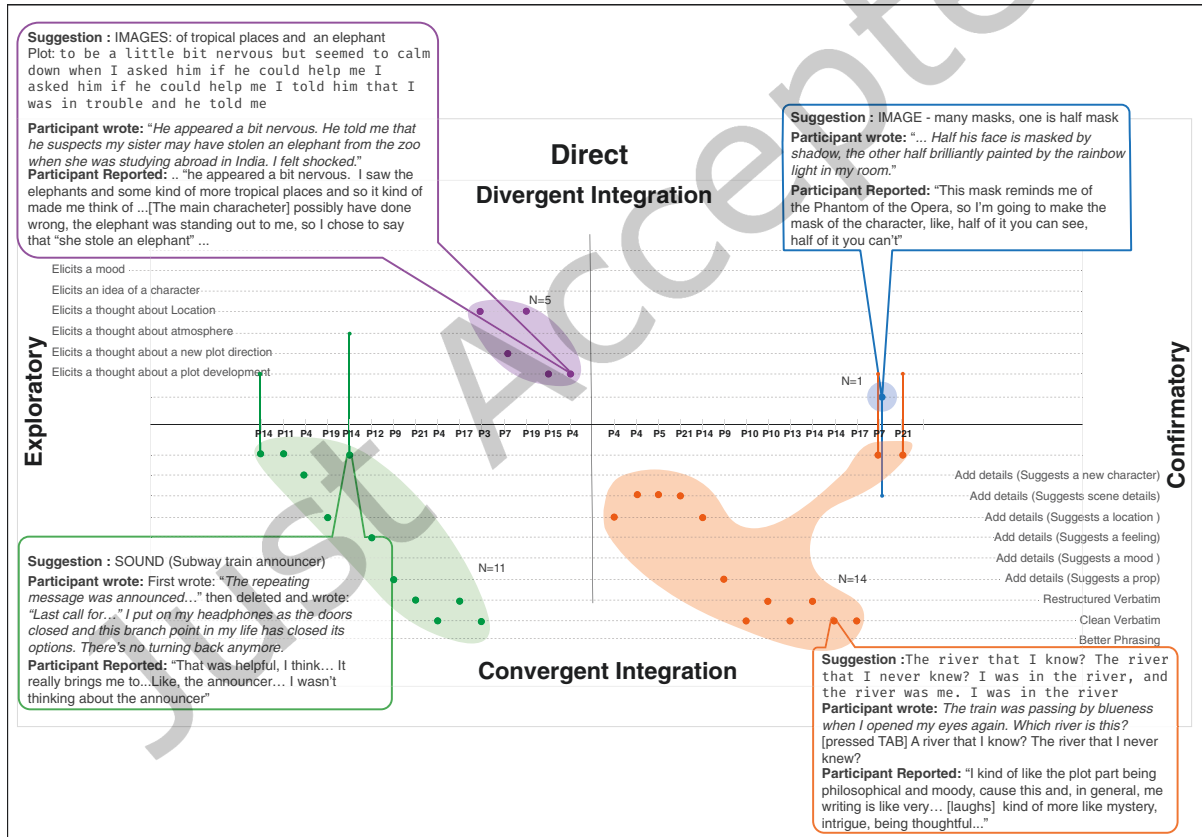 Suggestion : IMAGES: of tropical places and an elephant
Plot: to be a little bit nervous but seemed to calm
down when I asked him if he could help me I
asked him if he could help me I told him that I
was in trouble and he told me
Participant wrote: “He appeared a bit nervous. He told me that
he suspects my sister may have stolen an elephant from the zoo
when she was studying abroad in India. I felt shocked.”
Participant Reported: .. “he appeared a bit nervous. I saw the
elephants and some kind of more tropical places and so it kind of
made me think of ...[The main characheter] possibly have done
wrong, the elephant was standing out to me, so I chose to say
that “she stole an elephant” ...
Suggestion : IMAGE - many masks, one is half mask
Participant wrote: “... Half his face is masked by
shadow, the other half brilliantly painted by the rainbow
light in my room.”
Participant Reported: “This mask reminds me of
the Phantom of the Opera, so I’m going to make the
mask of the character, like, half of it you can see,
half of it you can’t”
Direct
Divergent Integration
Elicits a mood
Elicits an idea of a character
Elicits a thought about Location
Elicits a thought about atmosphere
Elicits a thought about a new plot direction
Elicits a thought about a plot development
N=5
N=1
Exploratory
Confirmatory
P14 P11 P4 P19 P14 P12 P9 P21 P4 P17 P3 P7 P19 P15 P4 P4 P4 P5 P21 P14 P9 P10 P10 P13 P14 P14 P17 P7 P21
Add details (Suggests a new character)
Add details (Suggests scene details)
Add details (Suggests a location )
Add details (Suggests a feeling)
Add details (Suggests a mood )
Add details (Suggests a prop)
Restructured Verbatim
Clean Verbatim
Better Phrasing
N=11
N=14
Suggestion : SOUND (Subway train announcer)
Participant wrote: First wrote: “The repeating
message was announced…” then deleted and wrote:
“Last call for…” I put on my headphones as the doors
closed and this branch point in my life has closed its
options. There’s no turning back anymore.
Participant Reported: “That was helpful, I think… It
really brings me to...Like, the announcer… I wasn’t
thinking about the announcer”
Convergent Integration
Suggestion :The river that I know? The river
that I never knew? I was in the river, and
the river was me. I was in the river
Participant wrote: The train was passing by blueness
when I opened my eyes again. Which river is this?
[pressed TAB] A river that I know? The river that I never
knew?
Participant Reported: “I kind of like the plot part being
philosophical and moody, cause this and, in general, me
writing is like very… [laughs] kind of more like mystery,
intrigue, being thoughtful...”
Just Accepte